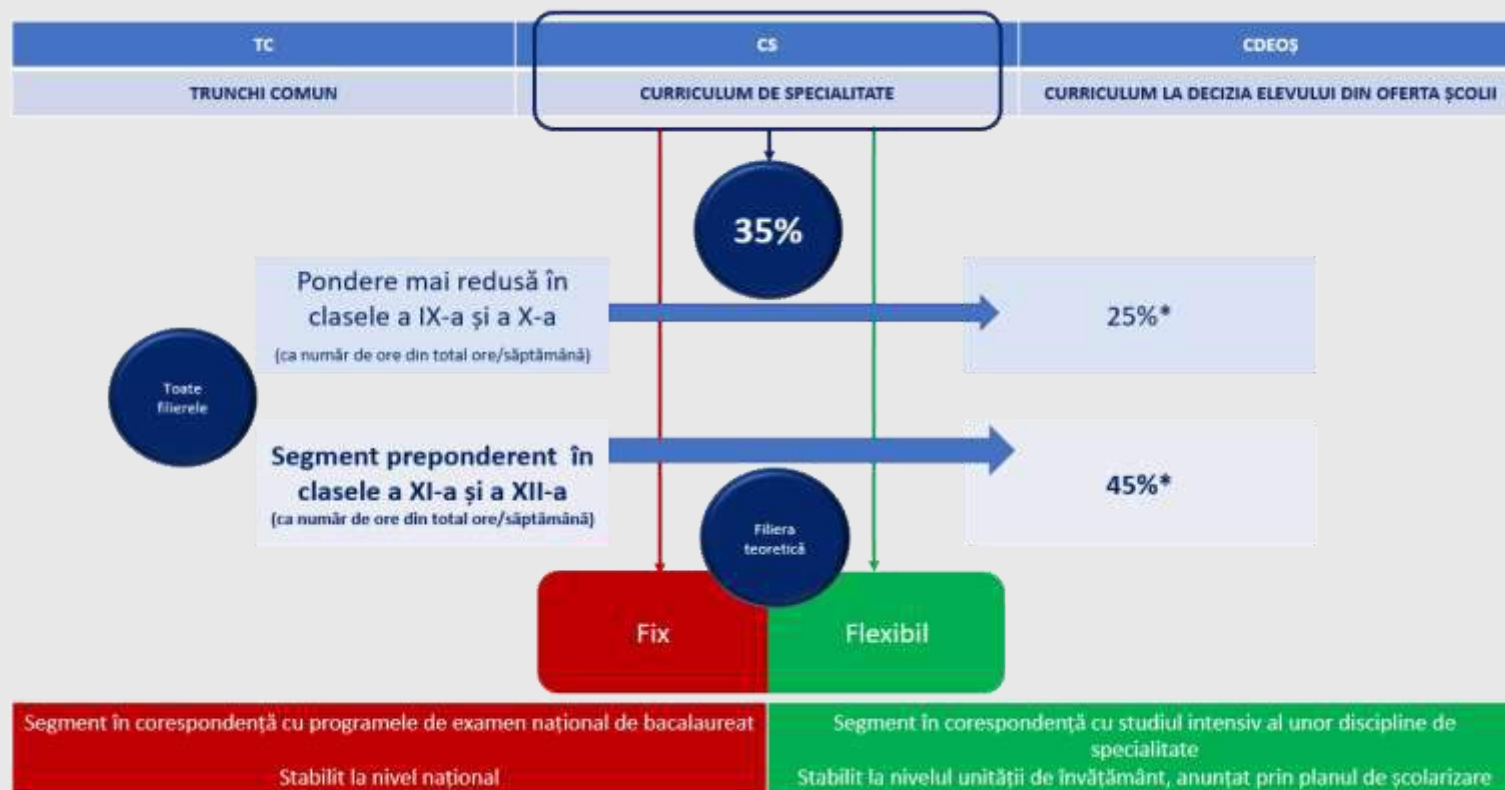 TC
CS
CDEOȘ
TRUNCHI COMUN
CURRICULUM DE SPECIALITATE
CURRICULUM LA DECIZIA ELEVULUI DIN OFERTA ȘCOLII
35%
Pondere mai redusă în
clasele a IX-a și a X-a
(ca număr de ore din total ore/săptămână)
25%*
Toate
filierele
Segment preponderent în
clasele a XI-a și a XII-a
(ca număr de ore din total ore/săptămână)
45%*
Filiera
teoretică
Fix
Flexibil
Segment în corespondență cu programele de examen național de bacalaureat
Stabilit la nivel național
Segment în corespondență cu studiul intensiv al unor discipline de
specialitate
Stabilit la nivelul unității de învățământ, anunțat prin planul de școlarizare